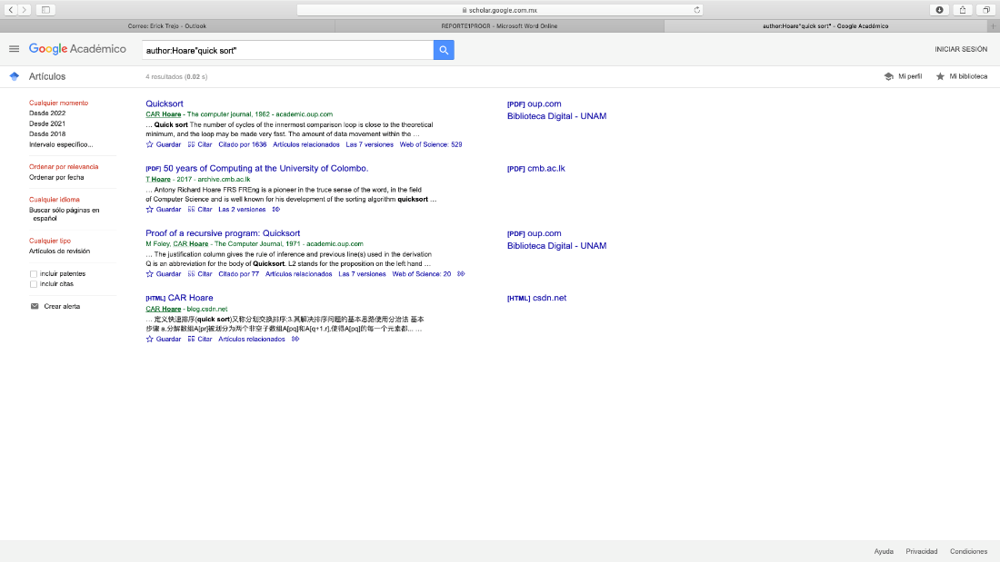 scholar.google.com.mx
Correo: Erick Trejo - Outlook
REPORTE1PROGR - Microsoft Word Online
author:Hoare"quick sort" - Google Académico
Google Académico
author:Hoare"quick sort"
INICIAR SESIÓN
Artículos
4 resultados (0.02 s)
Mi perfil
Mi biblioteca
Cualquier momento
Desde 2022
Desde 2021
Desde 2018
Intervalo específico...
Ordenar por relevancia
Ordenar por fecha
Cualquier idioma
Buscar sólo páginas en
español
Cualquier tipo
Artículos de revisión
incluir patentes
incluir citas
Crear alerta
Quicksort
CAR Hoare - The computer journal, 1962 - academic.oup.com
... Quick sort The number of cycles of the innermost comparison loop is close to the theoretical
minimum, and the loop may be made very fast. The amount of data movement within the ...
Guardar Citar Citado por 1636 Artículos relacionados Las 7 versiones Web of Science: 529
[PDF] oup.com
Biblioteca Digital - UNAM
[PDF] 50 years of Computing at the University of Colombo.
T Hoare - 2017 - archive.cmb.ac.lk
... Antony Richard Hoare FRS FREng is a pioneer in the truce sense of the word, in the field
of Computer Science and is well known for his development of the sorting algorithm quicksort ...
Guardar Citar Las 2 versiones
[PDF] cmb.ac.lk
Proof of a recursive program: Quicksort
M Foley, CAR Hoare - The Computer Journal, 1971 - academic.oup.com
... The justification column gives the rule of inference and previous line(s) used in the derivation
Q is an abbreviation for the body of Quicksort. L2 stands for the proposition on the left hand ...
Guardar Citar Citado por 77 Artículos relacionados Las 7 versiones Web of Science: 20
[PDF] oup.com
Biblioteca Digital - UNAM
[HTML] CAR Hoare
CAR Hoare - blog.csdn.net
... 定义快速排序(quick sort)又称分划交换排序;3.其解决排序问题的基本思路使用分治法 基本
步骤 a.分解数组A[pr]被划分为两个非空子数组A[pq]和A[q+1.r],使得A[pq]的每一个元素都... ...
Guardar Citar Artículos relacionados
[HTML] csdn.net
Ayuda Privacidad Condiciones